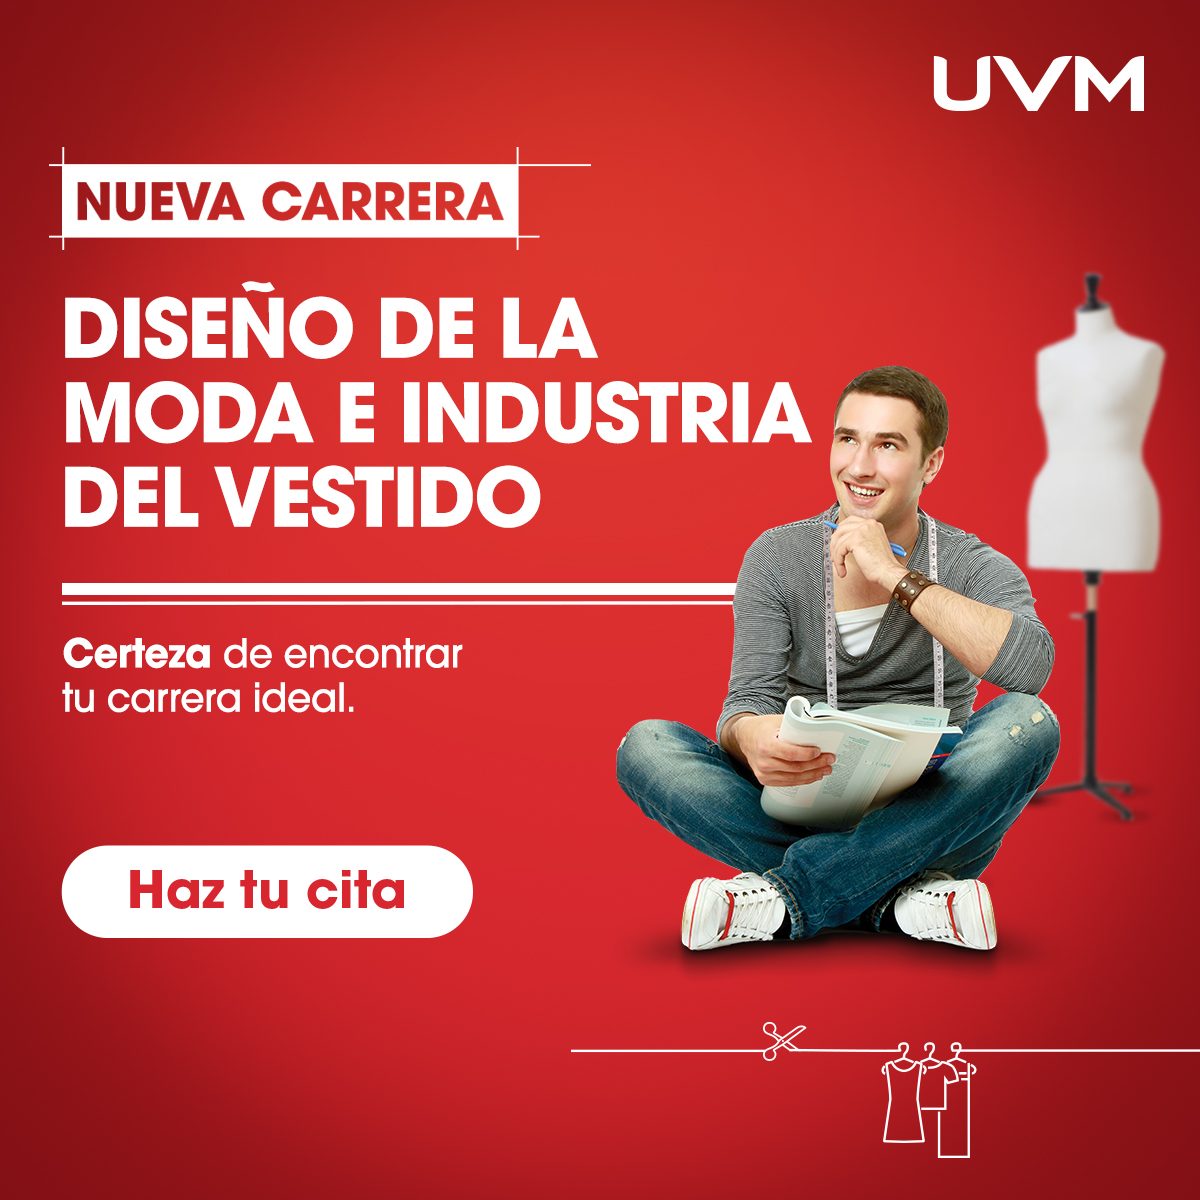 UVM
NUEVA CARRERA
DISEÑO DE LA
MODA E INDUSTRIA
DEL VESTIDO
Certeza de encontrar
tu carrera ideal.
Haz tu cita